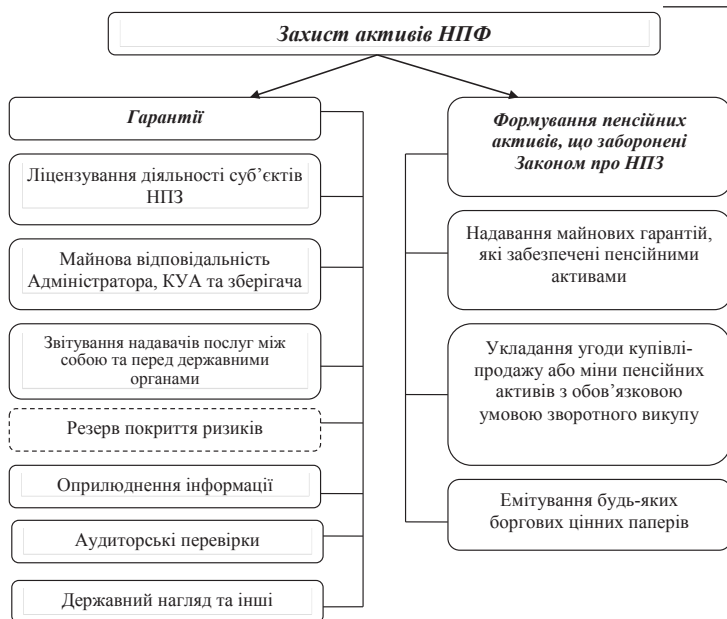 Захист активів НПФ
Гарантії
Ліцензування діяльності суб’єктів
НПЗ
Майнова відповідальність
Адміністратора, КУА та зберігача
Звітування надавачів послуг між
собою та перед державними
органами
Резерв покриття ризиків
Оприлюднення інформації
Аудиторські перевірки
Державний нагляд та інші
Формування пенсійних
активів, що заборонені
Законом про НПЗ
Надавання майнових гарантій,
які забезпечені пенсійними
активами
Укладання угоди купівлі-
продажу або міни пенсійних
активів з обов’язковою
умовою зворотного викупу
Емітування будь-яких
боргових цінних паперів